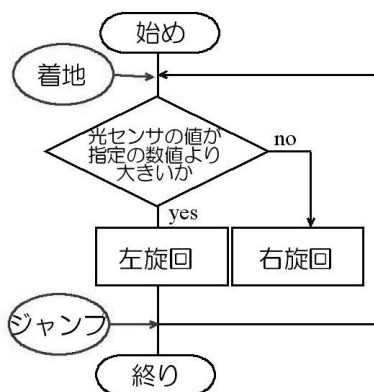 始め
着地
光センサの値が
指定の数値より
大きいか
no
yes
左旋回
右旋回
ジャンプ
終り